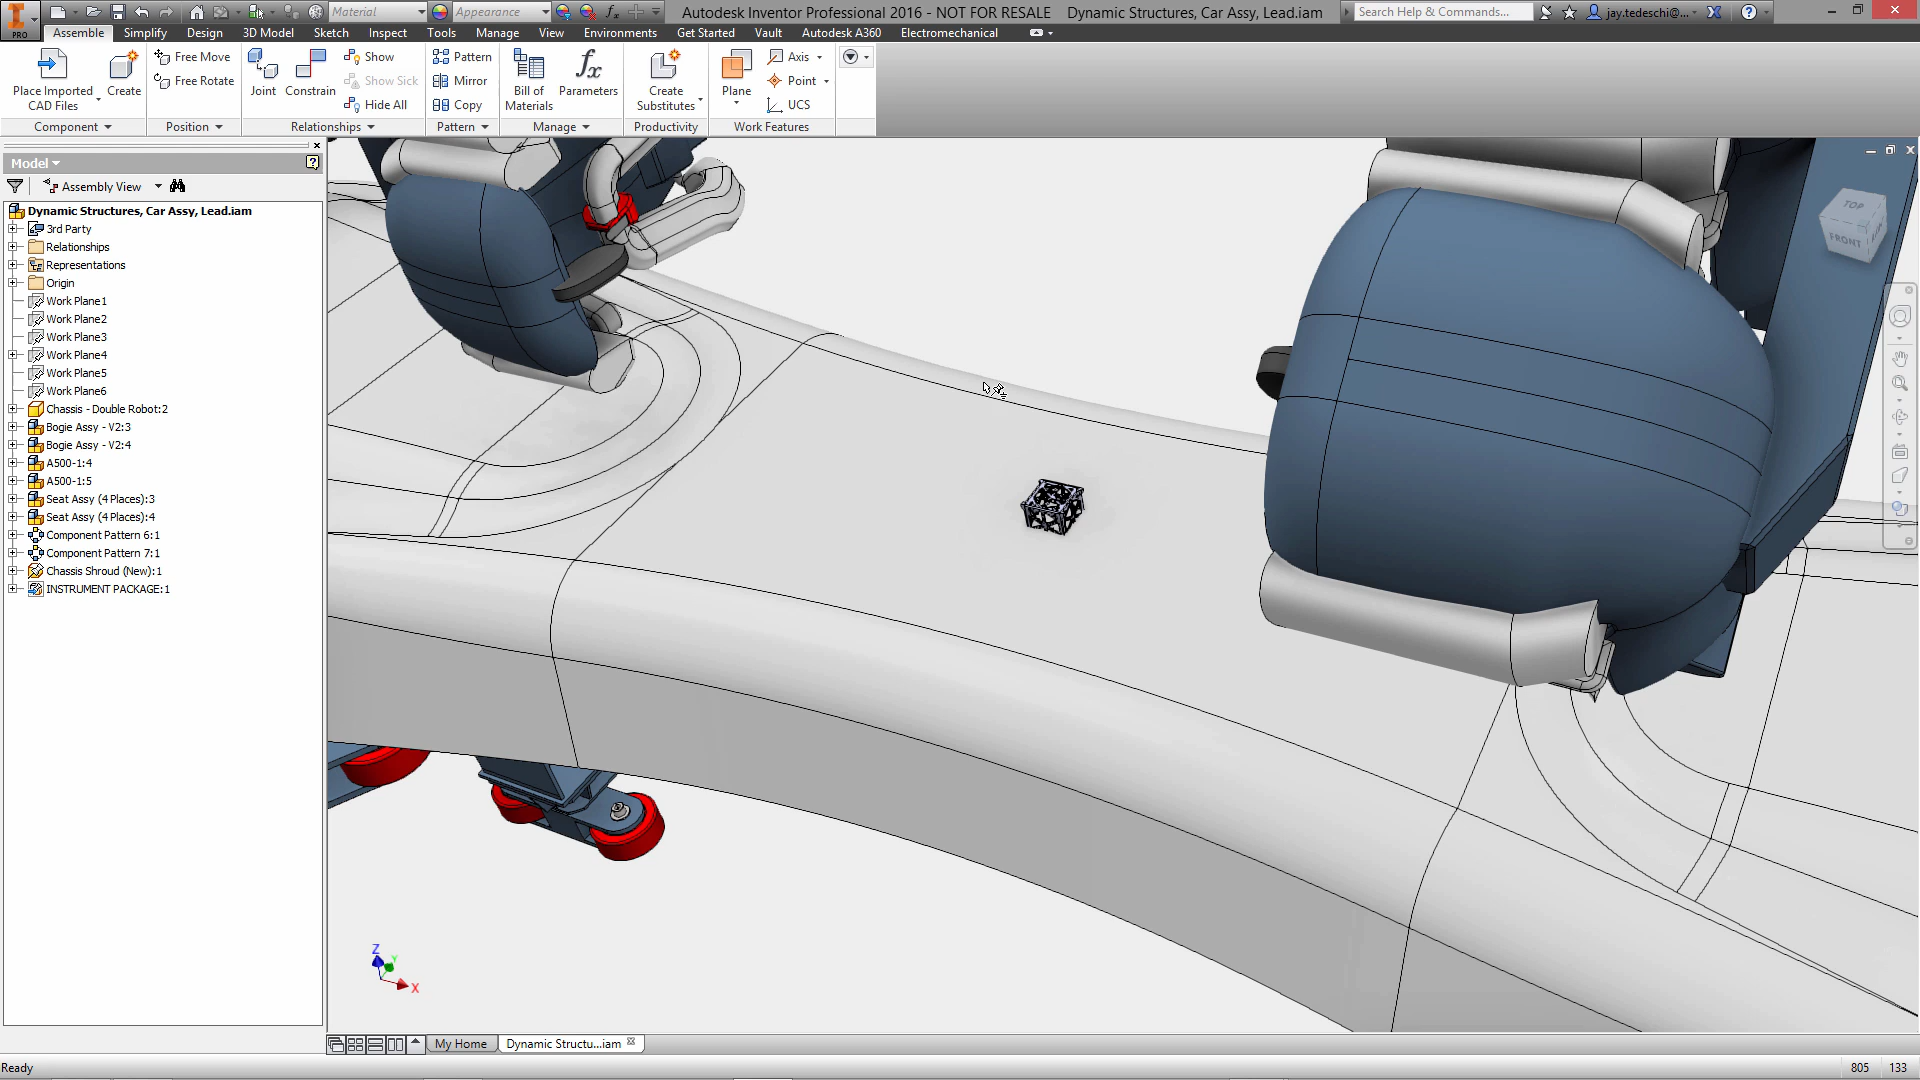 Material
Appearance
Autodesk Inventor Professional 2016 - NOT FOR RESALE Dynamic Structures, Car Assy, Lead.iam
Search Help & Commands...
jay.tedeschi@...
PRO
Assemble Simplify Design 3D Model Sketch Inspect Tools Manage View Environments Get Started Vault Autodesk A360 Electromechanical
Place Imported CAD Files
Create
Free Move
Free Rotate
Joint
Constrain
Show
Show Sick
Hide All
Pattern
Mirror
Copy
Bill of Materials
Parameters
Create Substitutes
Plane
Axis
Point
UCS
Component Position Relationships Pattern Manage Productivity Work Features
Model
Assembly View
Dynamic Structures, Car Assy, Lead.iam
3rd Party
Relationships
Representations
Origin
Work Plane1
Work Plane2
Work Plane3
Work Plane4
Work Plane5
Work Plane6
Chassis - Double Robot:2
Bogie Assy - V2:3
Bogie Assy - V2:4
A500-1:4
A500-1:5
Seat Assy (4 Places):3
Seat Assy (4 Places):4
Component Pattern 6:1
Component Pattern 7:1
Chassis Shroud (New):1
INSTRUMENT PACKAGE:1
TOP
FRONT
Z
Y
X
My Home
Dynamic Structu...iam
Ready
805 133